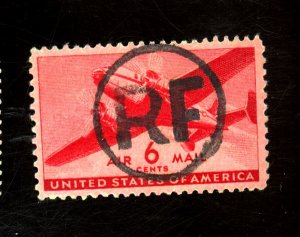 RF
AIR 6 MAIL
CENTS
UNITED STATES OF AMERICA